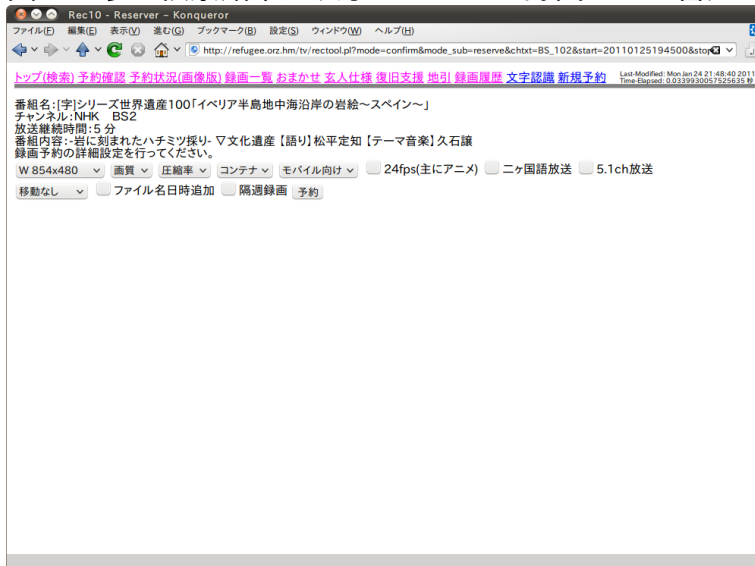 Rec10 - Reserver – Konqueror
ファイル(F) 編集(E) 表示(V) 進む(G) ブックマーク(B) 設定(S) ウィンドウ(W) ヘルプ(H)
http://refugee.orz.hm/tv/rectool.pl?mode=confirm&mode_sub=reserve&chtxt=BS_102&start=20110125194500&stop
トップ(検索) 予約確認 予約状況(画像版) 録画一覧 おまかせ 玄人仕様 復旧支援 地引 録画履歴 文字認識 新規予約
Last-Modified: Mon Jan 24 21:48:40 2011
Time-Elapsed: 0.0339930057525635 秒
番組名:[字]シリーズ世界遺産100「イベリア半島地中海沿岸の岩絵～スペイン～」
チャンネル:NHK BS2
放送継続時間:5 分
番組内容:-岩に刻まれたハチミツ採り- ▽文化遺産 【語り】松平定知 【テーマ音楽】久石譲
録画予約の詳細設定を行ってください。
W 854x480 画質 圧縮率 コンテナ モバイル向け 24fps(主にアニメ) 二ヶ国語放送 5.1ch放送
移動なし ファイル名日時追加 隔週録画 予約